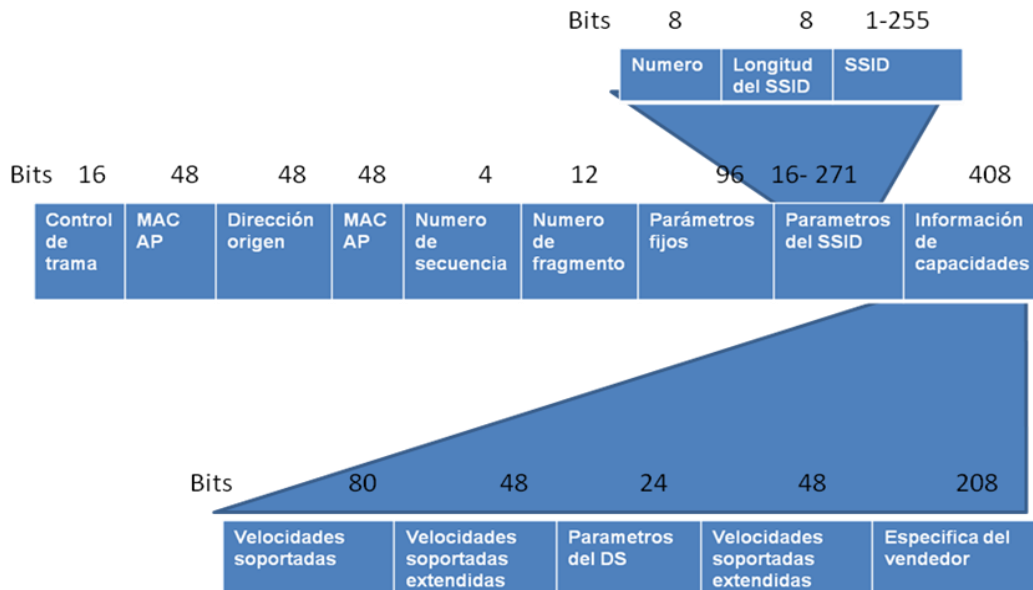 Bits 8 8 1-255
Numero Longitud del SSID SSID
Bits 16 48 48 48 4 12 96 16- 271 408
Control de trama MAC AP Dirección origen MAC AP Numero de secuencia Numero de fragmento Parámetros fijos Parametros del SSID Información de capacidades
Bits 80 48 24 48 208
Velocidades soportadas Velocidades soportadas extendidas Parametros del DS Velocidades soportadas extendidas Especifica del vendedor